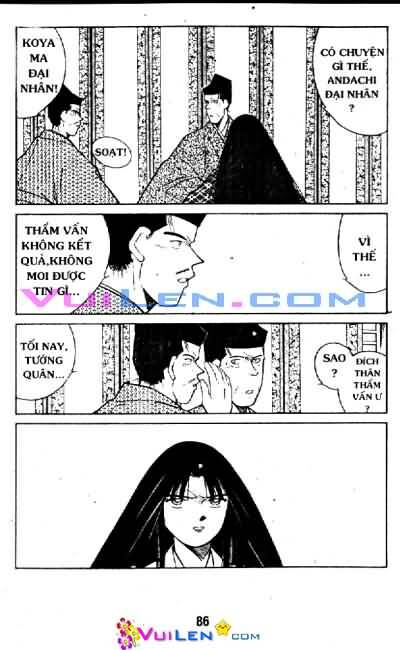 KOYA
MA
ĐẠI
NHÂN!
SOẠT!
CÓ CHUYỆN
GÌ THẾ,
ANDACHI
ĐẠI NHÂN
?
THẨM VẤN
KHÔNG KẾT
QUẢ,KHÔNG
MOI ĐƯỢC
TIN GÌ...
VÌ
THẾ
...
VUILEN.COM
TỐI NAY,
TƯỚNG
QUÂN...
SAO
?
ĐÍCH
THÂN
THẨM
VẤN Ư
?
86
VUILEN.COM